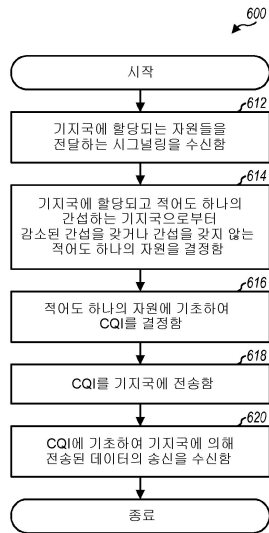 600
시작
612
기지국에 할당되는 자원들을
전달하는 시그널링을 수신함
614
기지국에 할당되고 적어도 하나의
간섭하는 기지국으로부터
감소된 간섭을 갖거나 간섭을 갖지 않는
적어도 하나의 자원을 결정함
616
적어도 하나의 자원에 기초하여
CQI를 결정함
618
CQI를 기지국에 전송함
620
CQI에 기초하여 기지국에 의해
전송된 데이터의 송신을 수신함
종료